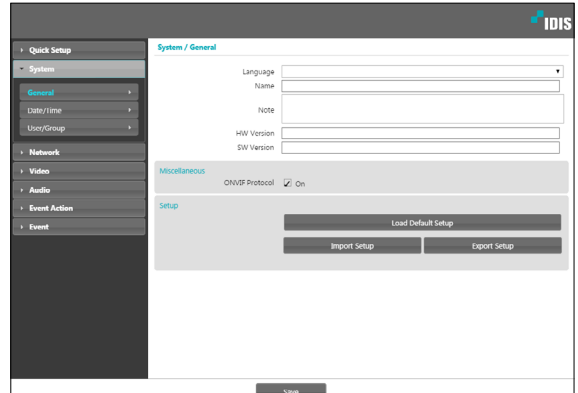 IDIS
Quick Setup
System
General
Date/Time
User/Group
Network
Video
Audio
Event Action
Event
System / General
Language
Name
Note
HW Version
SW Version
Miscellaneous
ONVIF Protocol On
Setup
Load Default Setup
Import Setup Export Setup
Save